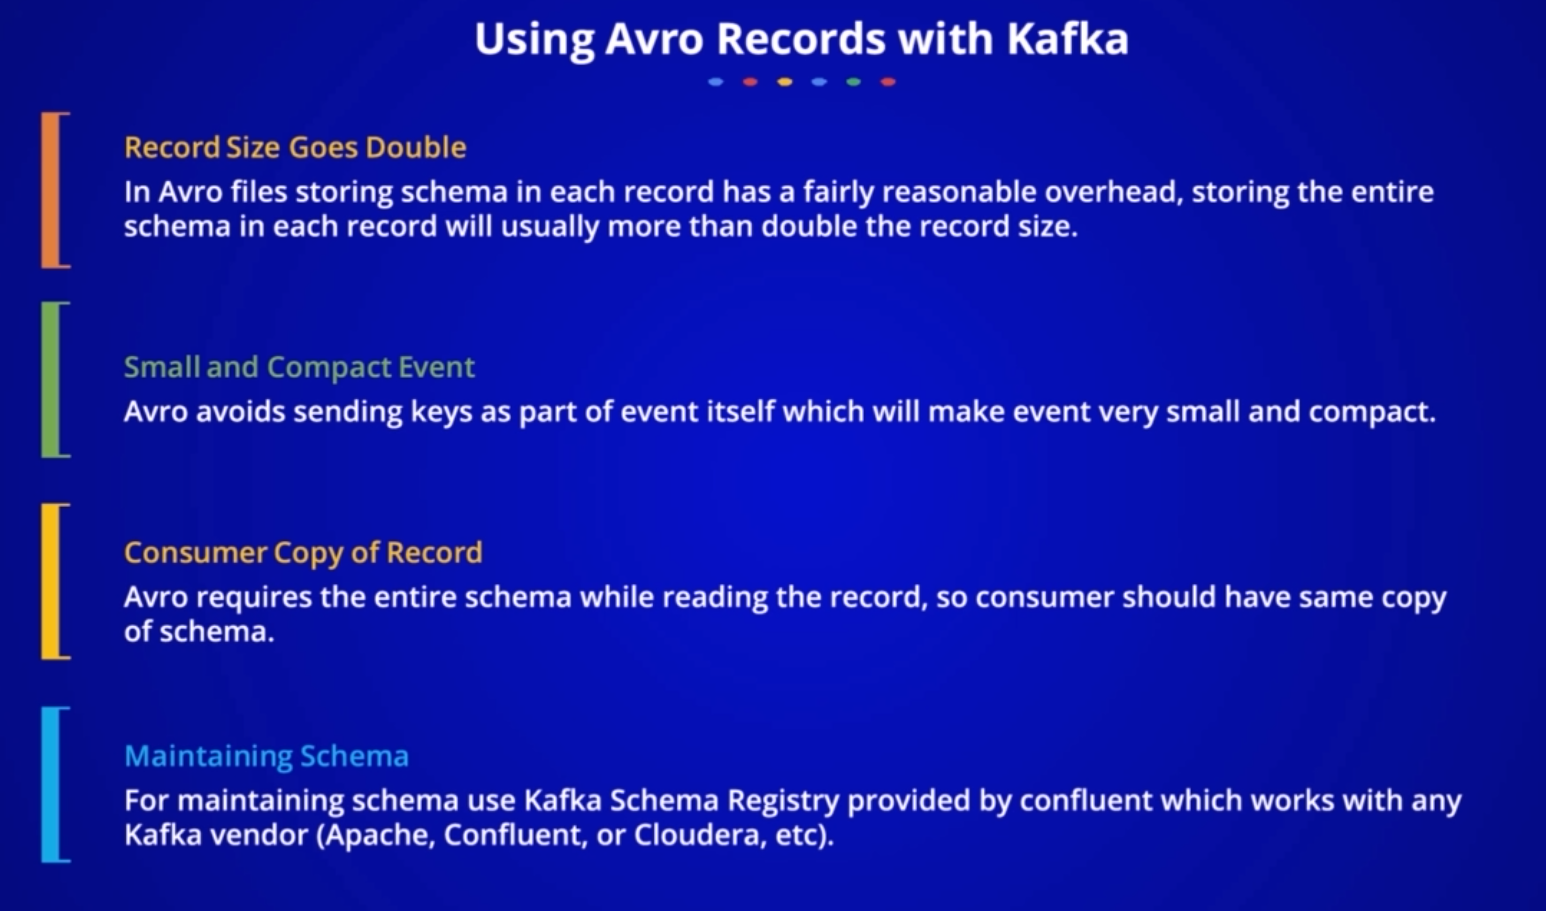 Using Avro Records with Kafka
Record Size Goes Double
In Avro files storing schema in each record has a fairly reasonable overhead, storing the entire
schema in each record will usually more than double the record size.
Small and Compact Event
Avro avoids sending keys as part of event itself which will make event very small and compact.
Consumer Copy of Record
Avro requires the entire schema while reading the record, so consumer should have same copy
of schema.
Maintaining Schema
For maintaining schema use Kafka Schema Registry provided by confluent which works with any
Kafka vendor (Apache, Confluent, or Cloudera, etc).